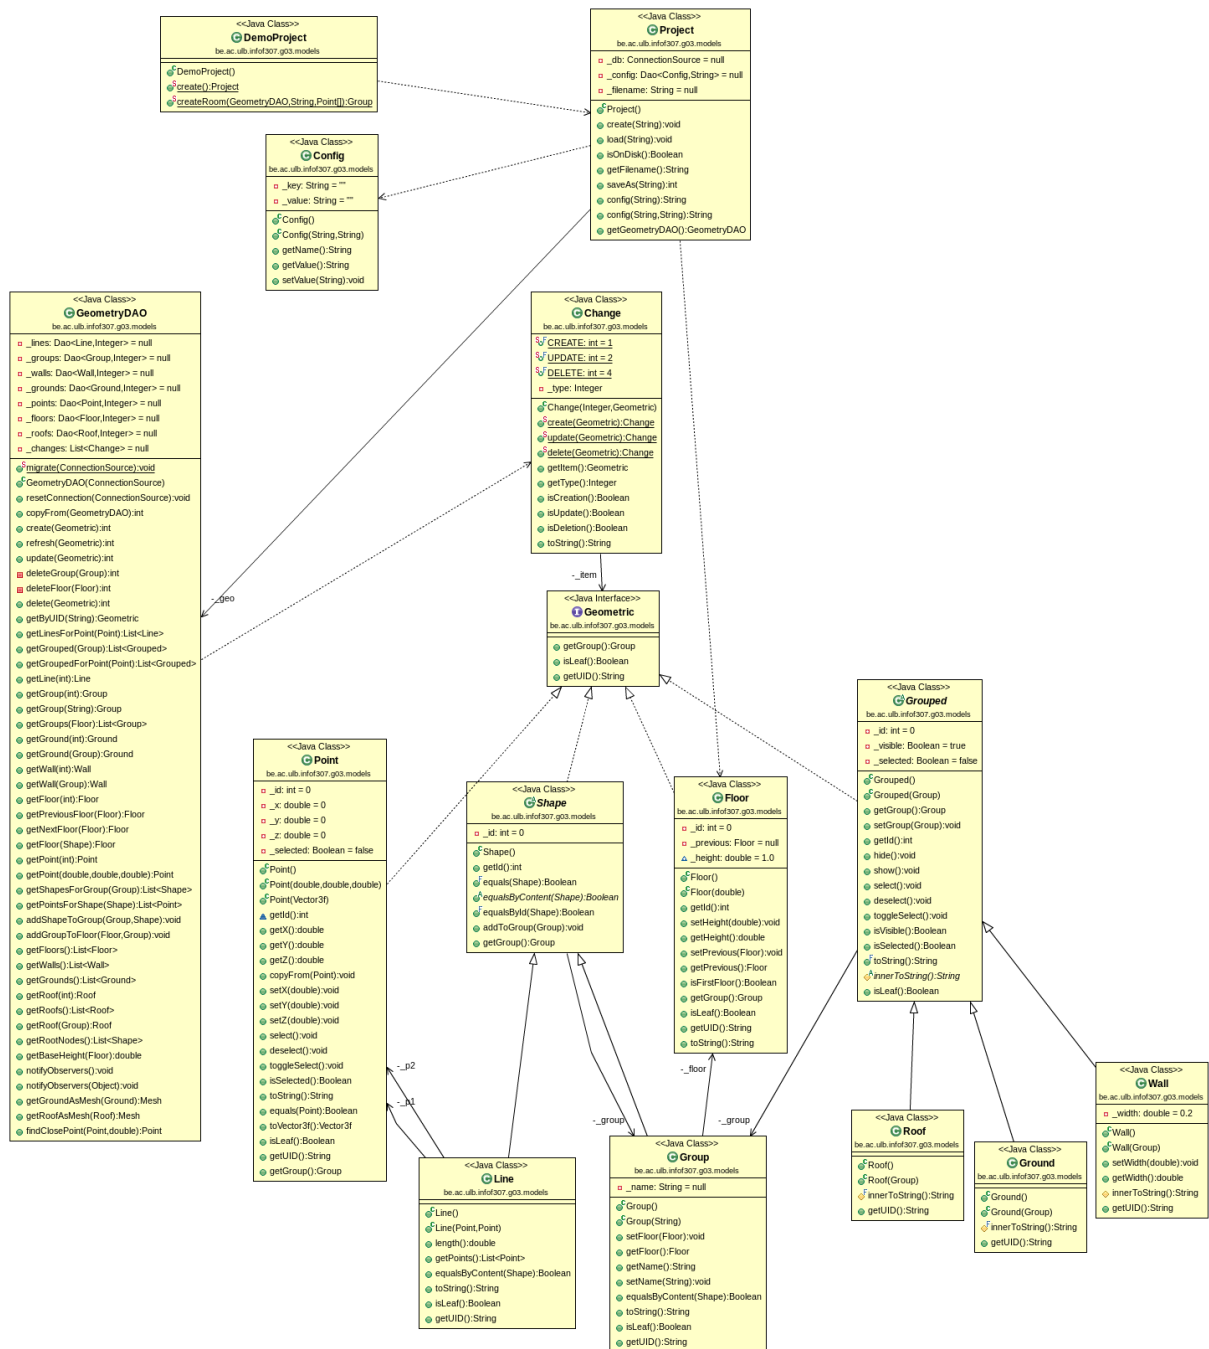 <<Java Class>>
DemoProject
be.ac.ulb.infof307.g03.models
DemoProject()
create():Project
createRoom(GeometryDAO,String,Point[]):Group
<<Java Class>>
Project
be.ac.ulb.infof307.g03.models
_db: ConnectionSource = null
_config: Dao<Config,String> = null
_filename: String = null
Project()
create(String):void
load(String):void
isOnDisk():Boolean
getFilename():String
saveAs(String):int
config(String):String
config(String,String):String
getGeometryDAO():GeometryDAO
<<Java Class>>
Config
be.ac.ulb.infof307.g03.models
_key: String = ""
_value: String = ""
Config()
Config(String,String)
getName():String
getValue():String
setValue(String):void
<<Java Class>>
GeometryDAO
be.ac.ulb.infof307.g03.models
_lines: Dao<Line,Integer> = null
_groups: Dao<Group,Integer> = null
_walls: Dao<Wall,Integer> = null
_grounds: Dao<Ground,Integer> = null
_points: Dao<Point,Integer> = null
_floors: Dao<Floor,Integer> = null
_roofs: Dao<Roof,Integer> = null
_changes: List<Change> = null
migrate(ConnectionSource):void
GeometryDAO(ConnectionSource)
resetConnection(ConnectionSource):void
copyFrom(GeometryDAO):int
create(Geometric):int
refresh(Geometric):int
update(Geometric):int
deleteGroup(Group):int
deleteFloor(Floor):int
delete(Geometric):int
getByUID(String):Geometric
getLinesForPoint(Point):List<Line>
getGrouped(Group):List<Grouped>
getGroupedForPoint(Point):List<Grouped>
getLine(int):Line
getGroup(int):Group
getGroup(String):Group
getGroups(Floor):List<Group>
getGround(int):Ground
getGround(Group):Ground
getWall(int):Wall
getWall(Group):Wall
getFloor(int):Floor
getPreviousFloor(Floor):Floor
getNextFloor(Floor):Floor
getFloor(Shape):Floor
getPoint(int):Point
getPoint(double,double,double):Point
getShapesForGroup(Group):List<Shape>
getPointsForShape(Shape):List<Point>
addShapeToGroup(Group,Shape):void
addGroupToFloor(Floor,Group):void
getFloors():List<Floor>
getWalls():List<Wall>
getGrounds():List<Ground>
getRoof(int):Roof
getRoofs():List<Roof>
getRoof(Group):Roof
getRootNodes():List<Shape>
getBaseHeight(Floor):double
notifyObservers():void
notifyObservers(Object):void
getGroundAsMesh(Ground):Mesh
getRoofAsMesh(Roof):Mesh
findClosePoint(Point,double):Point
-_geo
<<Java Class>>
Change
be.ac.ulb.infof307.g03.models
CREATE: int = 1
UPDATE: int = 2
DELETE: int = 4
_type: Integer
Change(Integer,Geometric)
create(Geometric):Change
update(Geometric):Change
delete(Geometric):Change
getItem():Geometric
getType():Integer
isCreation():Boolean
isUpdate():Boolean
isDeletion():Boolean
toString():String
-_item
<<Java Interface>>
Geometric
be.ac.ulb.infof307.g03.models
getGroup():Group
isLeaf():Boolean
getUID():String
<<Java Class>>
Point
be.ac.ulb.infof307.g03.models
_id: int = 0
_x: double = 0
_y: double = 0
_z: double = 0
_selected: Boolean = false
Point()
Point(double,double,double)
Point(Vector3f)
getId():int
getX():double
getY():double
getZ():double
copyFrom(Point):void
setX(double):void
setY(double):void
setZ(double):void
select():void
deselect():void
toggleSelect():void
isSelected():Boolean
toString():String
equals(Point):Boolean
toVector3f():Vector3f
isLeaf():Boolean
getUID():String
getGroup():Group
-_p2
-_p1
<<Java Class>>
Shape
be.ac.ulb.infof307.g03.models
_id: int = 0
Shape()
getId():int
equals(Shape):Boolean
equalsByContent(Shape):Boolean
equalsById(Shape):Boolean
addToGroup(Group):void
getGroup():Group
<<Java Class>>
Floor
be.ac.ulb.infof307.g03.models
_id: int = 0
_previous: Floor = null
_height: double = 1.0
Floor()
Floor(double)
getId():int
setHeight(double):void
getHeight():double
setPrevious(Floor):void
getPrevious():Floor
isFirstFloor():Boolean
getGroup():Group
isLeaf():Boolean
getUID():String
toString():String
-_floor
<<Java Class>>
Grouped
be.ac.ulb.infof307.g03.models
_id: int = 0
_visible: Boolean = true
_selected: Boolean = false
Grouped()
Grouped(Group)
getGroup():Group
setGroup(Group):void
getId():int
hide():void
show():void
select():void
deselect():void
toggleSelect():void
isVisible():Boolean
isSelected():Boolean
toString():String
innerToString():String
isLeaf():Boolean
-_group
-_group
<<Java Class>>
Line
be.ac.ulb.infof307.g03.models
Line()
Line(Point,Point)
length():double
getPoints():List<Point>
equalsByContent(Shape):Boolean
toString():String
isLeaf():Boolean
getUID():String
<<Java Class>>
Group
be.ac.ulb.infof307.g03.models
_name: String = null
Group()
Group(String)
setFloor(Floor):void
getFloor():Floor
getName():String
setName(String):void
equalsByContent(Shape):Boolean
toString():String
isLeaf():Boolean
getUID():String
<<Java Class>>
Roof
be.ac.ulb.infof307.g03.models
Roof()
Roof(Group)
innerToString():String
getUID():String
<<Java Class>>
Ground
be.ac.ulb.infof307.g03.models
Ground()
Ground(Group)
innerToString():String
getUID():String
<<Java Class>>
Wall
be.ac.ulb.infof307.g03.models
_width: double = 0.2
Wall()
Wall(Group)
setWidth(double):void
getWidth():double
innerToString():String
getUID():String